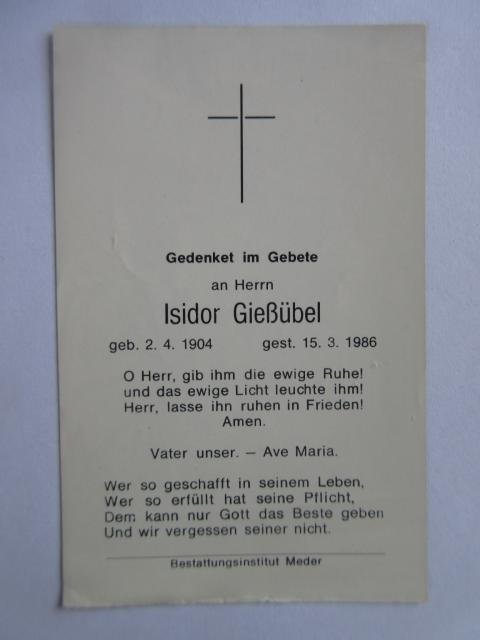 Gedenket im Gebete
an Herrn
Isidor Gießübel
geb. 2. 4. 1904 gest. 15. 3. 1986
O Herr, gib ihm die ewige Ruhe!
und das ewige Licht leuchte ihm!
Herr, lasse ihn ruhen in Frieden!
Amen.
Vater unser. – Ave Maria.
Wer so geschafft in seinem Leben,
Wer so erfüllt hat seine Pflicht,
Dem kann nur Gott das Beste geben
Und wir vergessen seiner nicht.
Bestattungsinstitut Meder